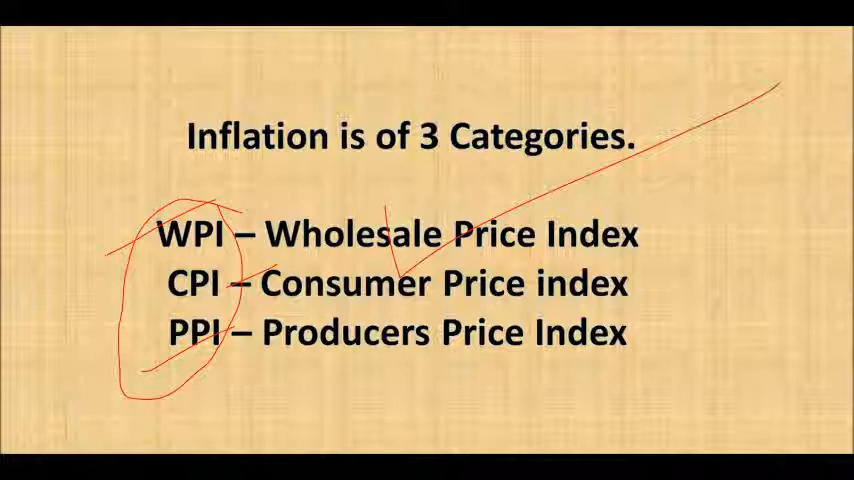 Inflation is of 3 Categories.
WPI – Wholesale Price Index
CPI – Consumer Price index
PPI – Producers Price Index